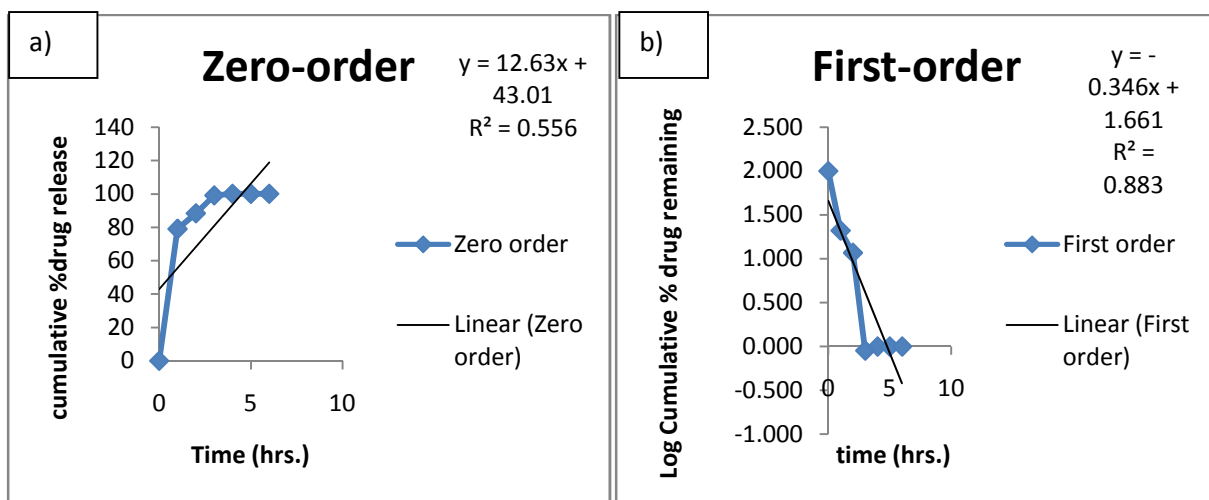 a)
Zero-order
y = 12.63x +
43.01
R² = 0.556
cumulative %drug release
140
120
100
80
60
40
20
0
0
5
10
Time (hrs.)
Zero order
Linear (Zero
order)
b)
First-order
y = -
0.346x +
1.661
R² =
0.883
Log Cumulative % drug remaining
2.500
2.000
1.500
1.000
0.500
0.000
-0.500
-1.000
0
5
10
time (hrs.)
First order
Linear (First
order)